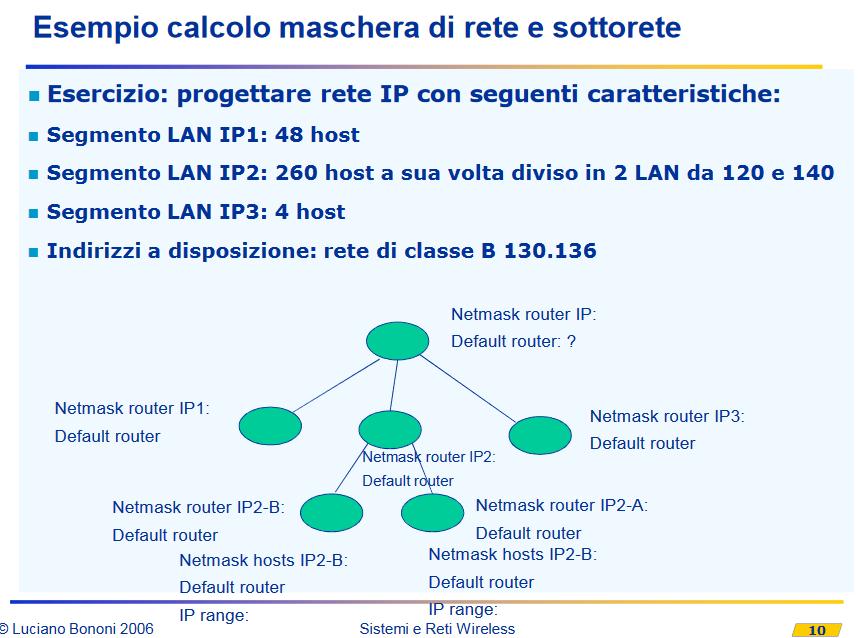 Esempio calcolo maschera di rete e sottorete
Esercizio: progettare rete IP con seguenti caratteristiche:
Segmento LAN IP1: 48 host
Segmento LAN IP2: 260 host a sua volta diviso in 2 LAN da 120 e 140
Segmento LAN IP3: 4 host
Indirizzi a disposizione: rete di classe B 130.136
Netmask router IP:
Default router: ?
Netmask router IP1:
Default router
Netmask router IP3:
Default router
Netmask router IP2:
Default router
Netmask router IP2-B:
Default router
Netmask router IP2-A:
Default router
Netmask hosts IP2-B:
Default router
IP range:
Netmask hosts IP2-B:
Default router
IP range:
© Luciano Bononi 2006
Sistemi e Reti Wireless
10